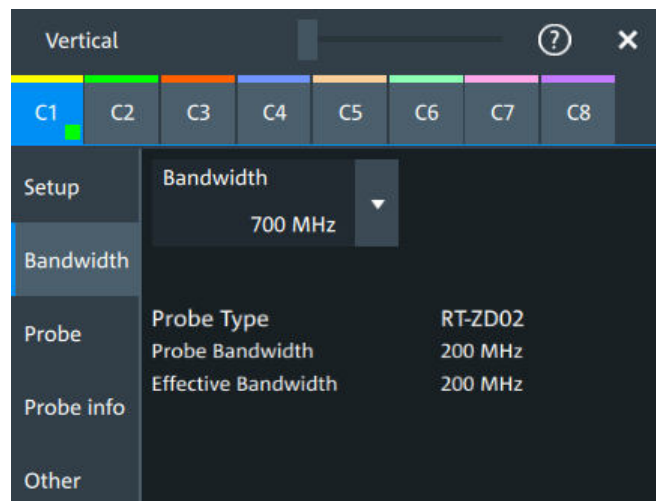 Vertical
?
C1 C2 C3 C4 C5 C6 C7 C8
Setup
Bandwidth
Probe
Probe info
Other
Bandwidth
700 MHz
Probe Type RT-ZD02
Probe Bandwidth 200 MHz
Effective Bandwidth 200 MHz